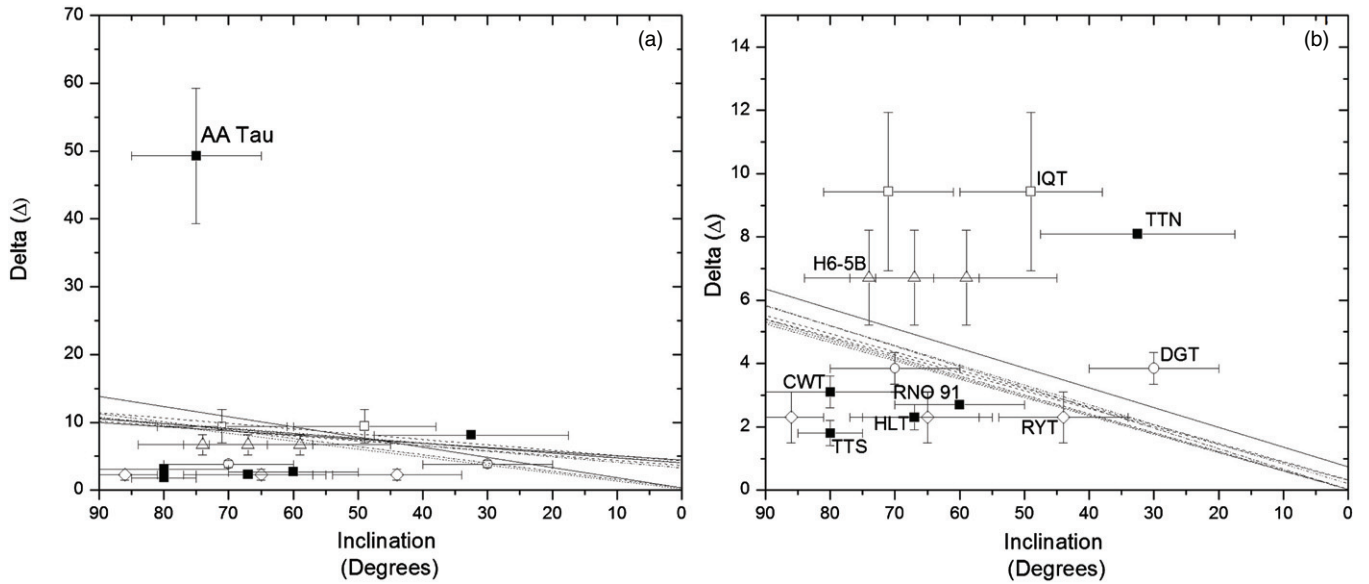 (a)
70
60
50
40
30
20
10
0
Delta (Δ)
AA Tau
90 80 70 60 50 40 30 20 10 0
Inclination
(Degrees)
(b)
14
12
10
8
6
4
2
0
Delta (Δ)
IQT
TTN
H6-5B
DGT
CWT
RNO 91
HLT
RYT
TTS
90 80 70 60 50 40 30 20 10 0
Inclination
(Degrees)